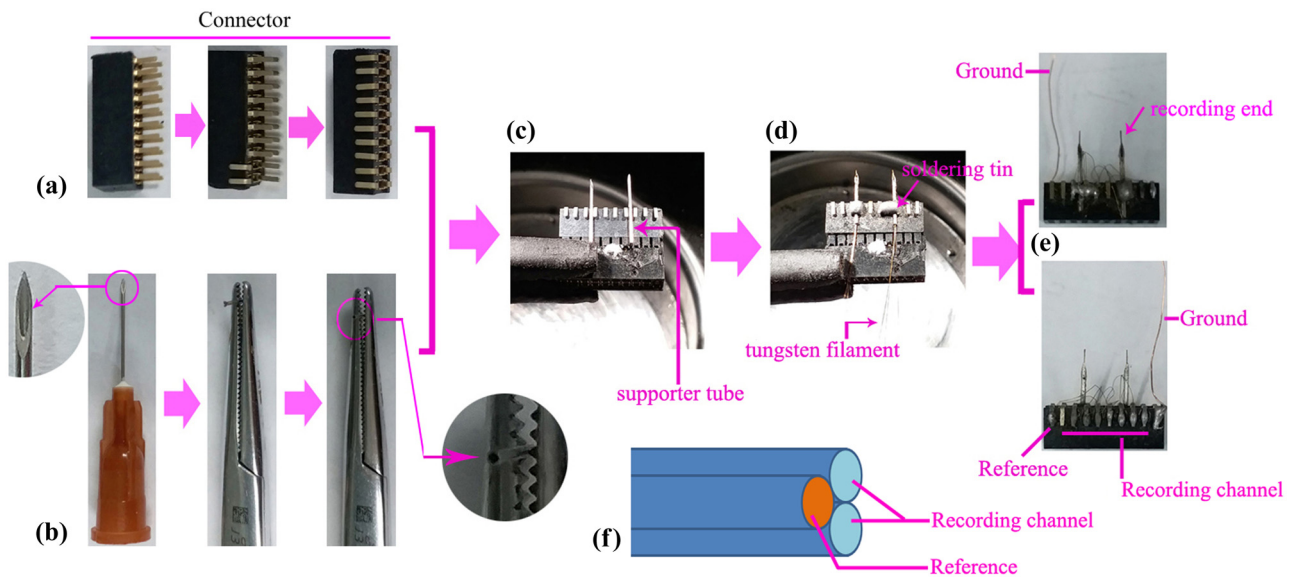 Connector
(a)
(b)
(c)
supporter tube
(d)
soldering tin
tungsten filament
(e)
Ground
recording end
Ground
Reference
Recording channel
(f)
Recording channel
Reference